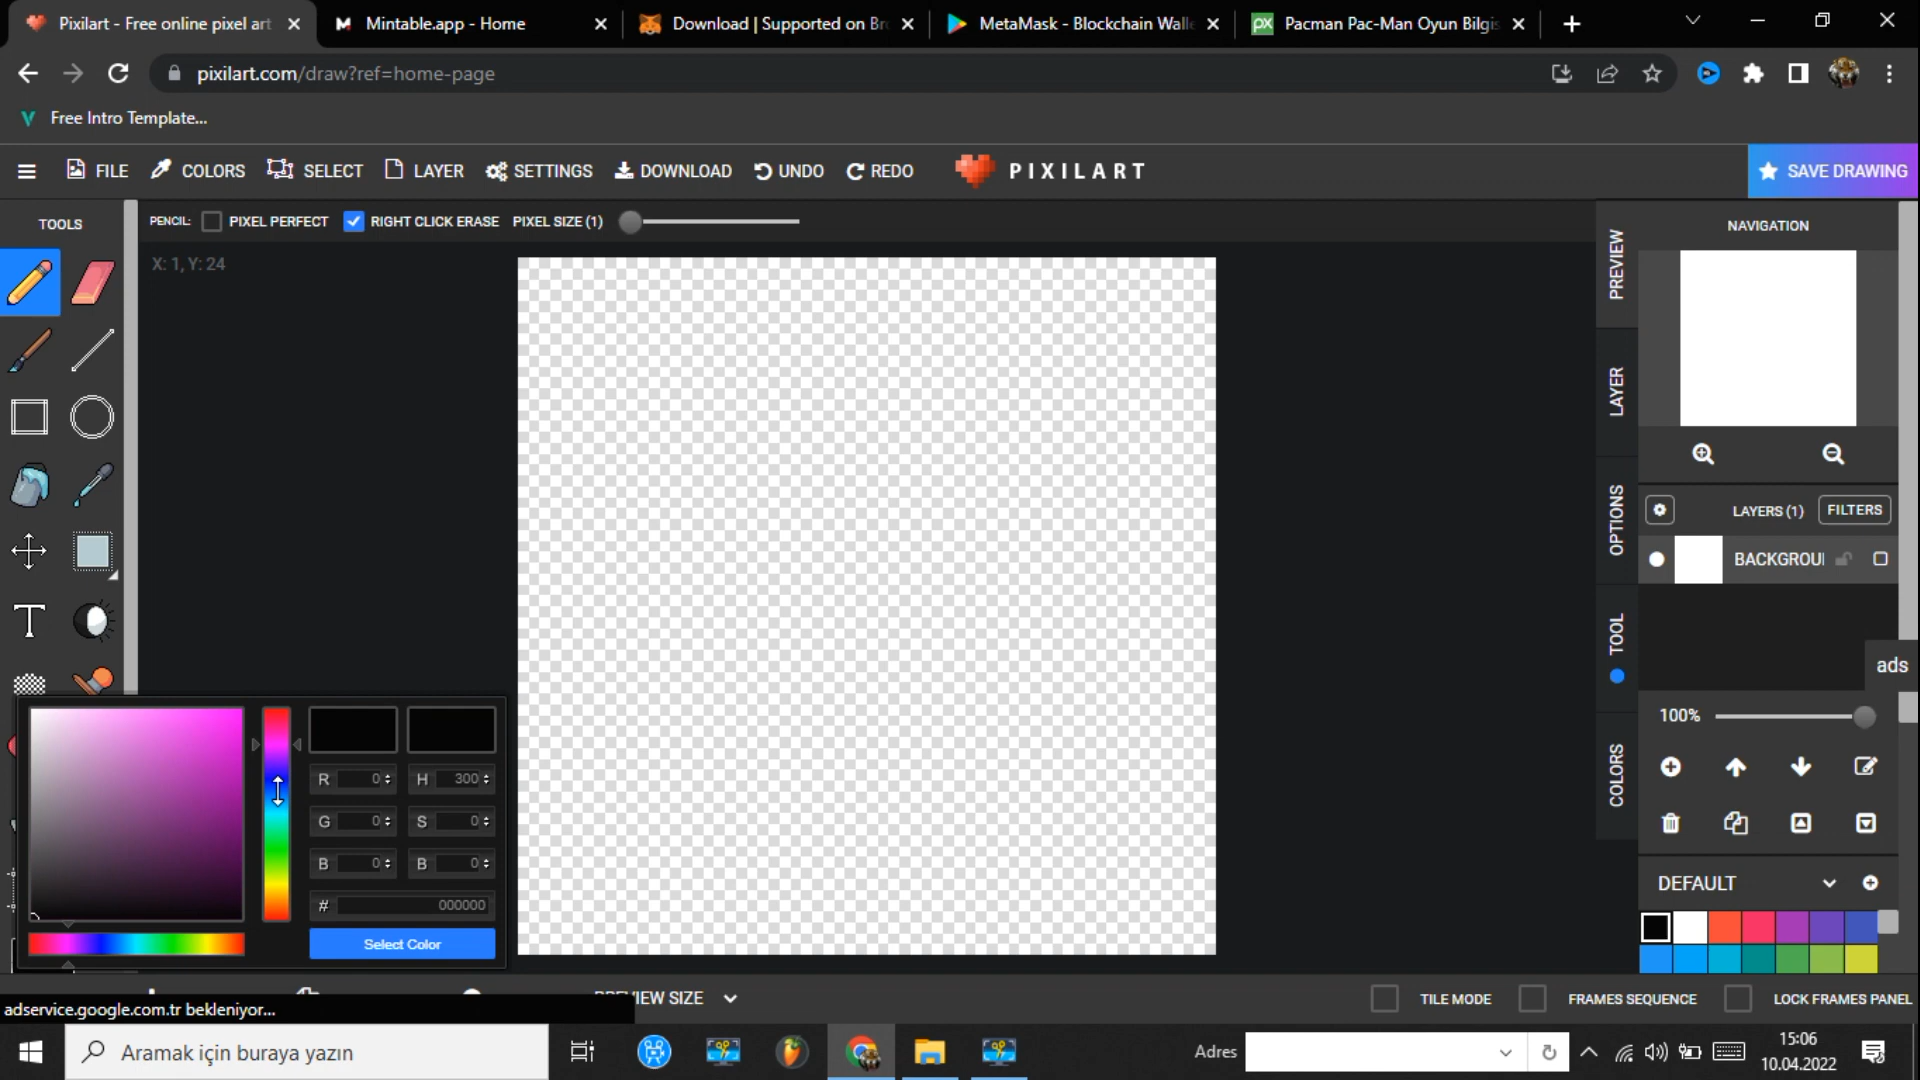 Pixilart - Free online pixel art
Mintable.app - Home
Download | Supported on Br
MetaMask - Blockchain Walle
Pacman Pac-Man Oyun Bilgis
pixilart.com/draw?ref=home-page
Free Intro Template...
FILE COLORS SELECT LAYER SETTINGS DOWNLOAD UNDO REDO PIXILART SAVE DRAWING
TOOLS
PENCIL: PIXEL PERFECT RIGHT CLICK ERASE PIXEL SIZE (1)
X: 1, Y: 24
PREVIEW
LAYER
OPTIONS
TOOL
COLORS
NAVIGATION
LAYERS (1) FILTERS
BACKGROU
ads
100%
DEFAULT
R 0 H 300
G 0 S 0
B 0 B 0
# 000000
Select Color
PREVIEW SIZE
TILE MODE FRAMES SEQUENCE LOCK FRAMES PANEL
adservice.google.com.tr bekleniyor...
Aramak için buraya yazın
Adres
15:06
10.04.2022